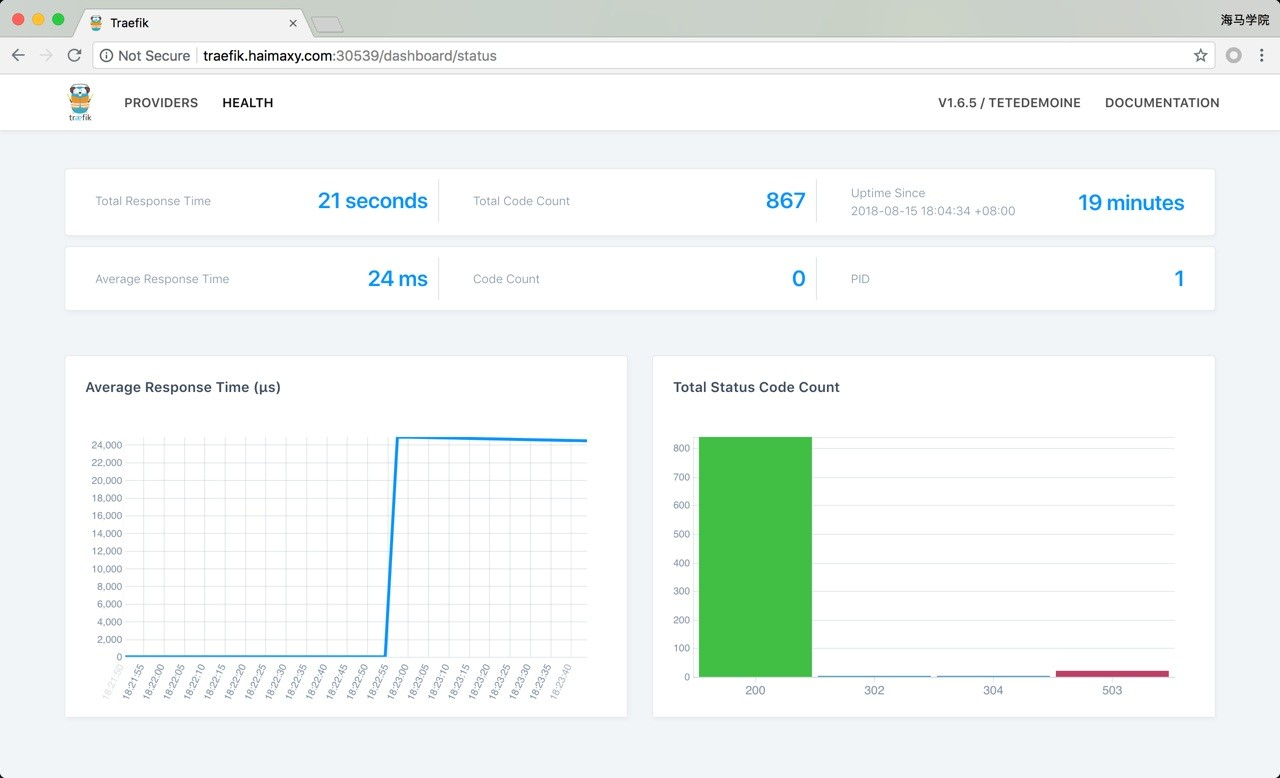 Traefik
海马学院
Not Secure traefik.haimaxy.com:30539/dashboard/status
træfik
PROVIDERS HEALTH V1.6.5 / TETEDEMOINE DOCUMENTATION
Total Response Time 21 seconds Total Code Count 867 Uptime Since 2018-08-15 18:04:34 +08:00 19 minutes
Average Response Time 24 ms Code Count 0 PID 1
Average Response Time (µs)
24,000
22,000
20,000
18,000
16,000
14,000
12,000
10,000
8,000
6,000
4,000
2,000
0
18:21:50 18:21:55 18:22:00 18:22:05 18:22:10 18:22:15 18:22:20 18:22:25 18:22:30 18:22:35 18:22:40 18:22:45 18:22:50 18:22:55 18:23:00 18:23:05 18:23:10 18:23:15 18:23:20 18:23:25 18:23:30 18:23:35 18:23:40
Total Status Code Count
800
700
600
500
400
300
200
100
0
200 302 304 503